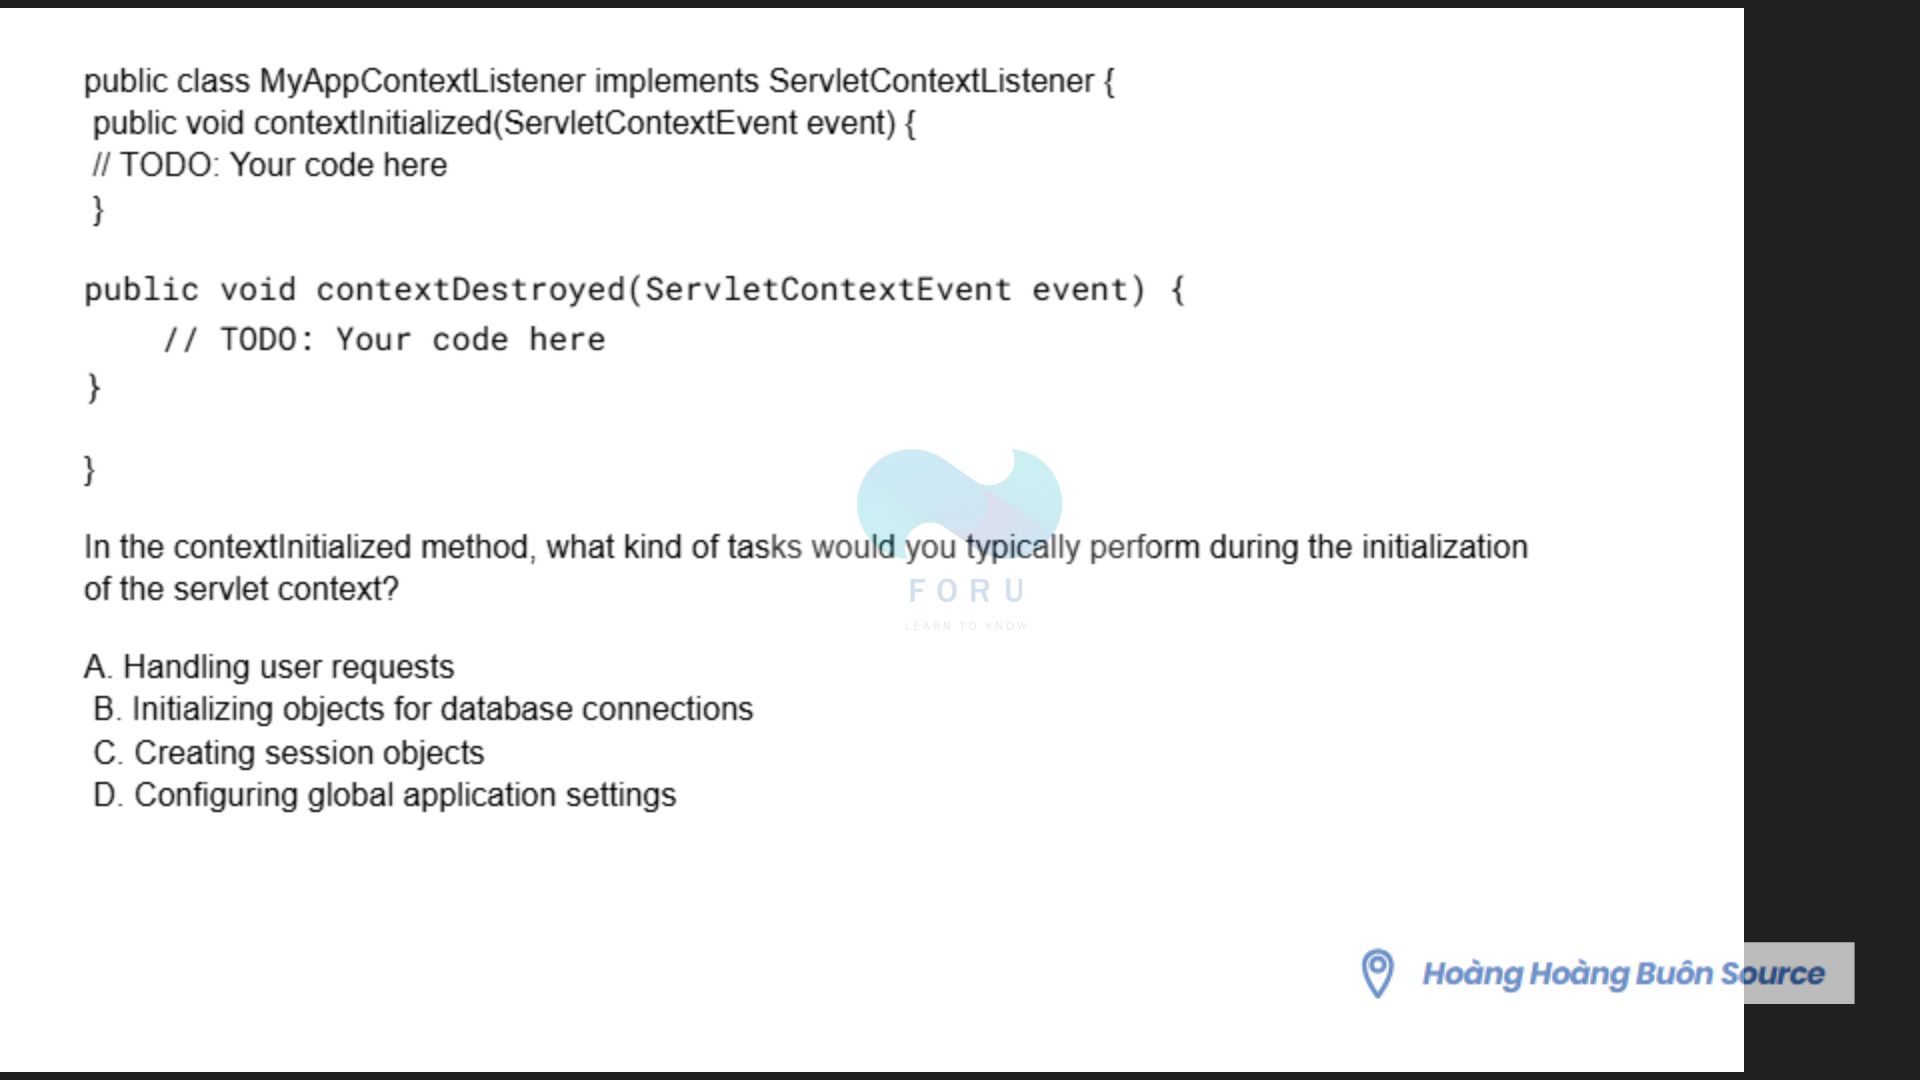 public class MyAppContextListener implements ServletContextListener {
public void contextInitialized(ServletContextEvent event) {
// TODO: Your code here
}
public void contextDestroyed(ServletContextEvent event) {
// TODO: Your code here
}
}
In the contextInitialized method, what kind of tasks would you typically perform during the initialization
of the servlet context?
FORU
LEARN TO KNOW
A. Handling user requests
B. Initializing objects for database connections
C. Creating session objects
D. Configuring global application settings
Hoàng Hoàng Buôn Source